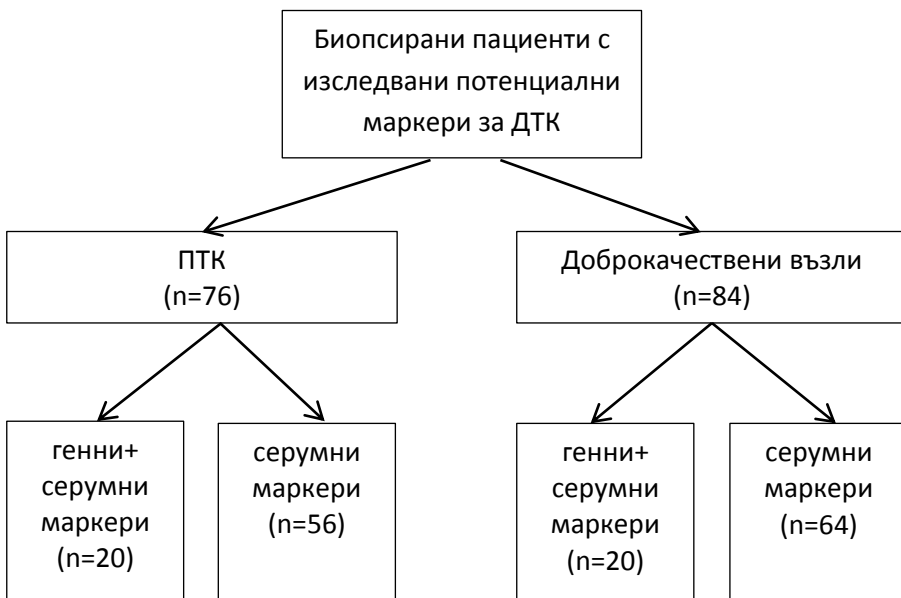 Биопсирани пациенти с
изследвани потенциални
маркери за ДТК
ПТК
(n=76)
Доброкачествени възли
(n=84)
генни+
серумни
маркери
(n=20)
серумни
маркери
(n=56)
генни+
серумни
маркери
(n=20)
серумни
маркери
(n=64)